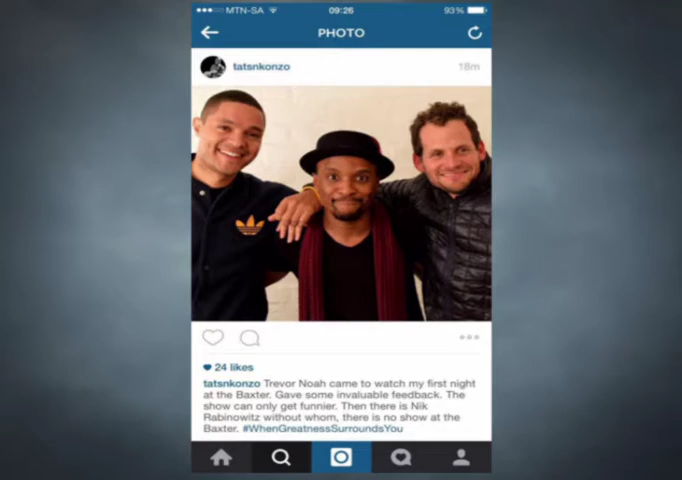 MTN-SA 09:26 93%
PHOTO
tatsnkonzo 18m
24 likes
tatsnkonzo Trevor Noah came to watch my first night
at the Baxter. Gave some invaluable feedback. The
show can only get funnier. Then there is Nik
Rabinowitz without whom, there is no show at the
Baxter. #WhenGreatnessSurroundsYou